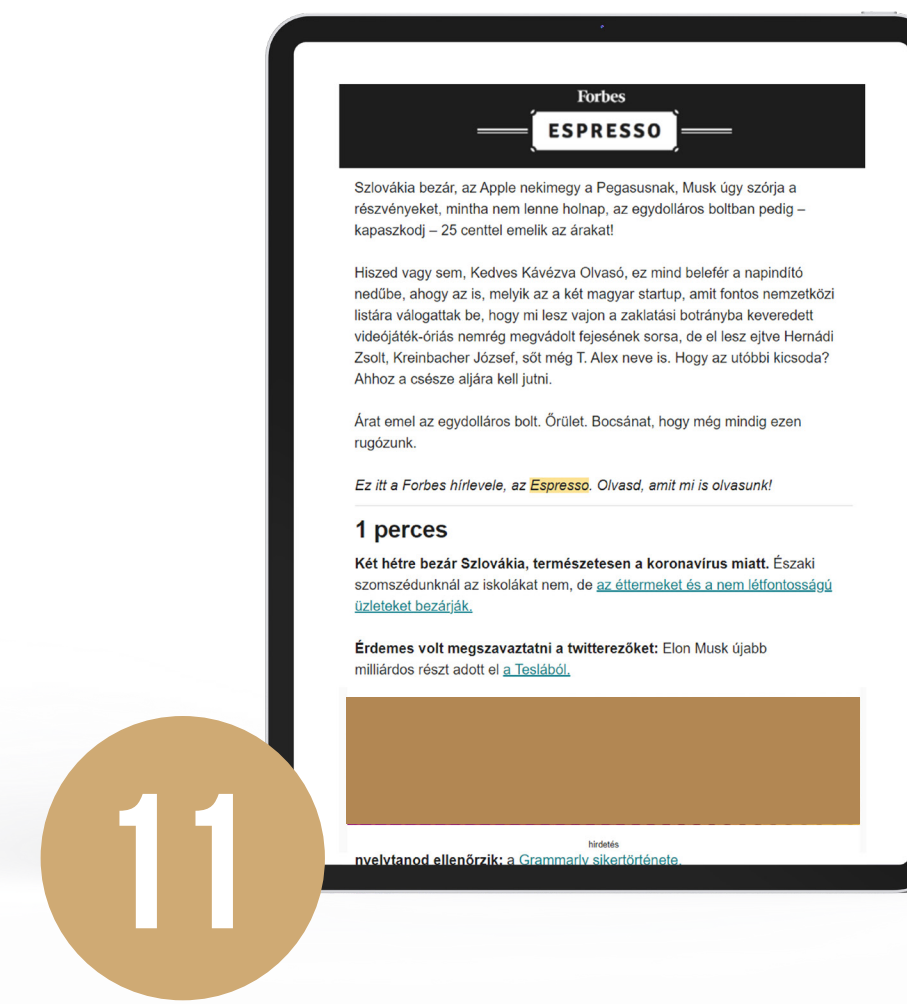 Forbes
ESPRESSO
Szlovákia bezár, az Apple nekimegy a Pegasusnak, Musk úgy szórja a
részvényeket, mintha nem lenne holnap, az egydolláros boltban pedig –
kapaszkodj – 25 centtel emelik az árakat!
Hiszed vagy sem, Kedves Kávézva Olvasó, ez mind belefér a napindító
nedűbe, ahogy az is, melyik az a két magyar startup, amit fontos nemzetközi
listára válogattak be, hogy mi lesz vajon a zaklatási botrányba keveredett
videójáték-óriás nemrég megvádolt fejesének sorsa, de el lesz ejtve Hernádi
Zsolt, Kreinbacher József, sőt még T. Alex neve is. Hogy az utóbbi kicsoda?
Ahhoz a csésze aljára kell jutni.
Árat emel az egydolláros bolt. Őrület. Bocsánat, hogy még mindig ezen
rugózunk.
Ez itt a Forbes hírlevele, az Espresso. Olvasd, amit mi is olvasunk!
1 perces
Két hétre bezár Szlovákia, természetesen a koronavírus miatt. Északi
szomszédunknál az iskolákat nem, de az éttermeket és a nem létfontosságú
üzleteket bezárják.
Érdemes volt megszavaztatni a twitterezőket: Elon Musk újabb
milliárdos részt adott el a Teslából.
hirdetés
nyelvtanod ellenőrzik: a Grammarly sikertörténete.
11